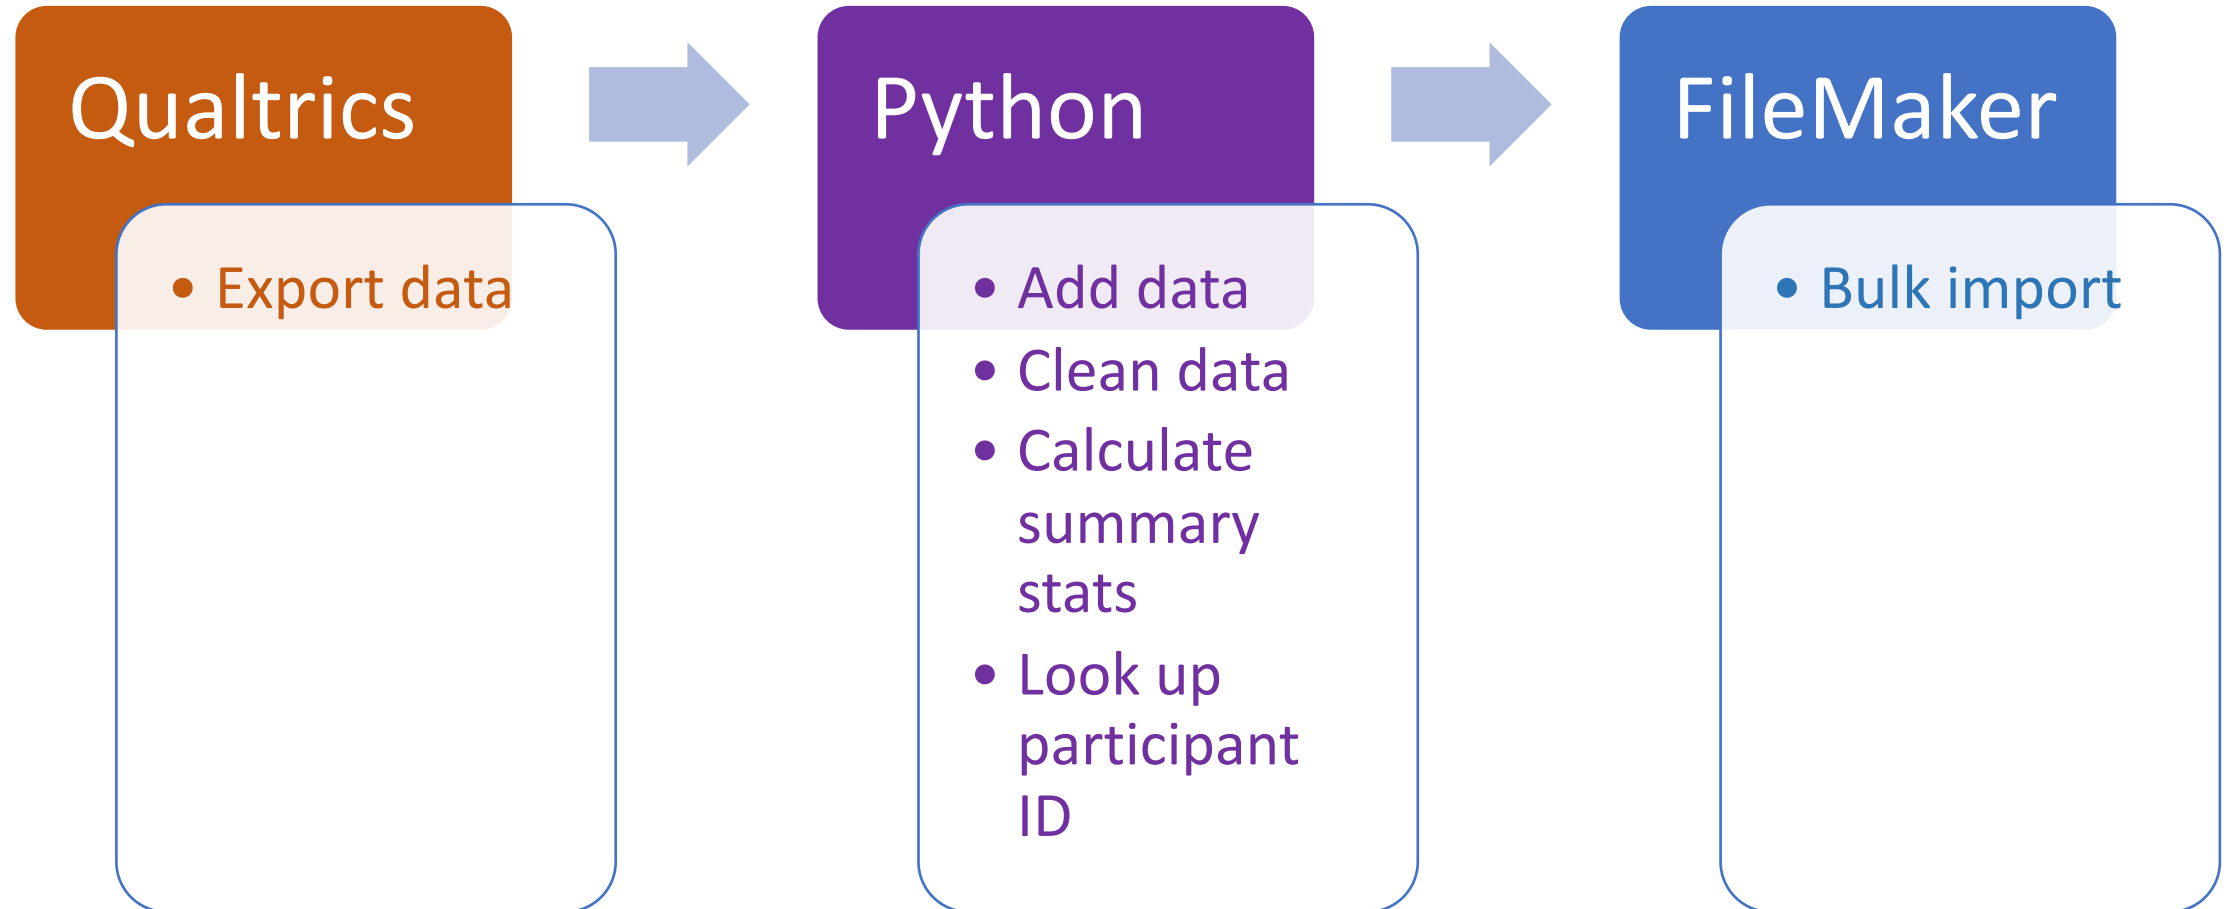 Qualtrics
• Export data
Python
• Add data
• Clean data
• Calculate
summary
stats
• Look up
participant
ID
FileMaker
• Bulk import